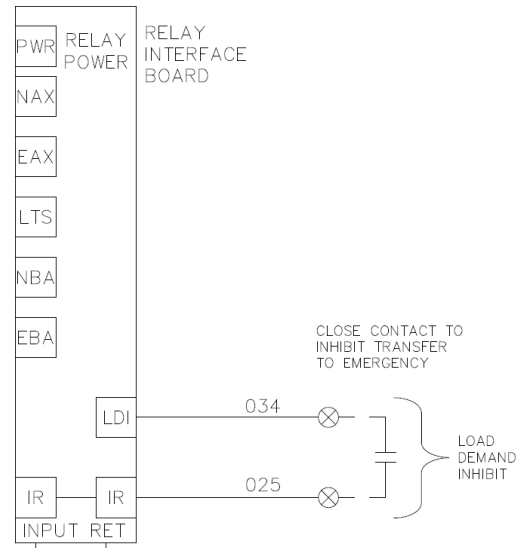 PWR
RELAY
POWER
RELAY
INTERFACE
BOARD
NAX
EAX
LTS
NBA
EBA
CLOSE CONTACT TO
INHIBIT TRANSFER
TO EMERGENCY
LDI
034
LOAD
DEMAND
INHIBIT
IR
IR
025
INPUT RET